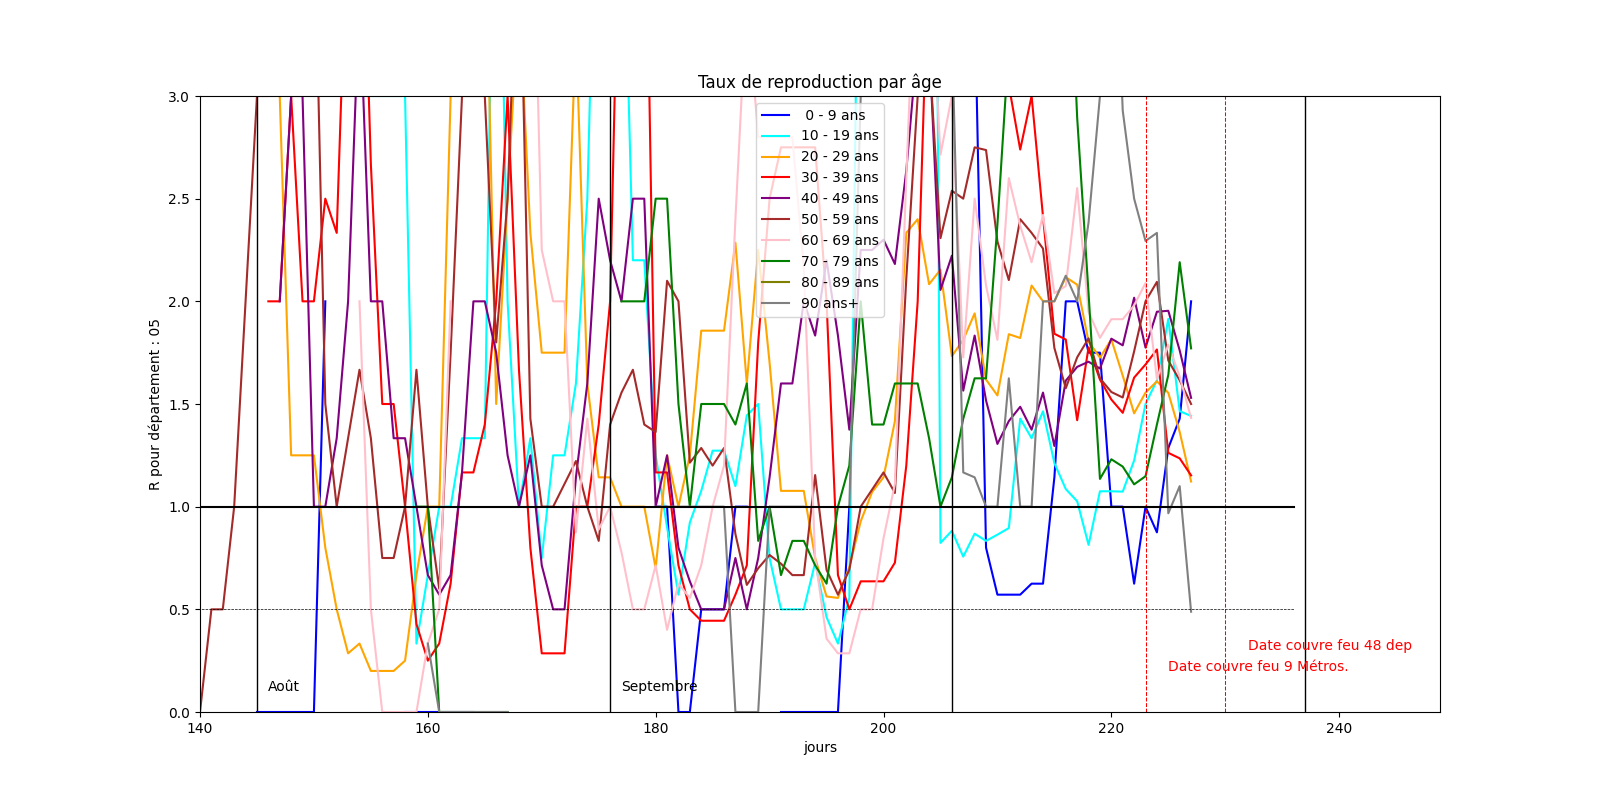 Taux de reproduction par âge
R pour département : 05
3.0
2.5
2.0
1.5
1.0
0.5
0.0
0 - 9 ans
10 - 19 ans
20 - 29 ans
30 - 39 ans
40 - 49 ans
50 - 59 ans
60 - 69 ans
70 - 79 ans
80 - 89 ans
90 ans+
Date couvre feu 48 dep
Date couvre feu 9 Métros.
Août
Septembre
140
160
180
200
220
240
jours